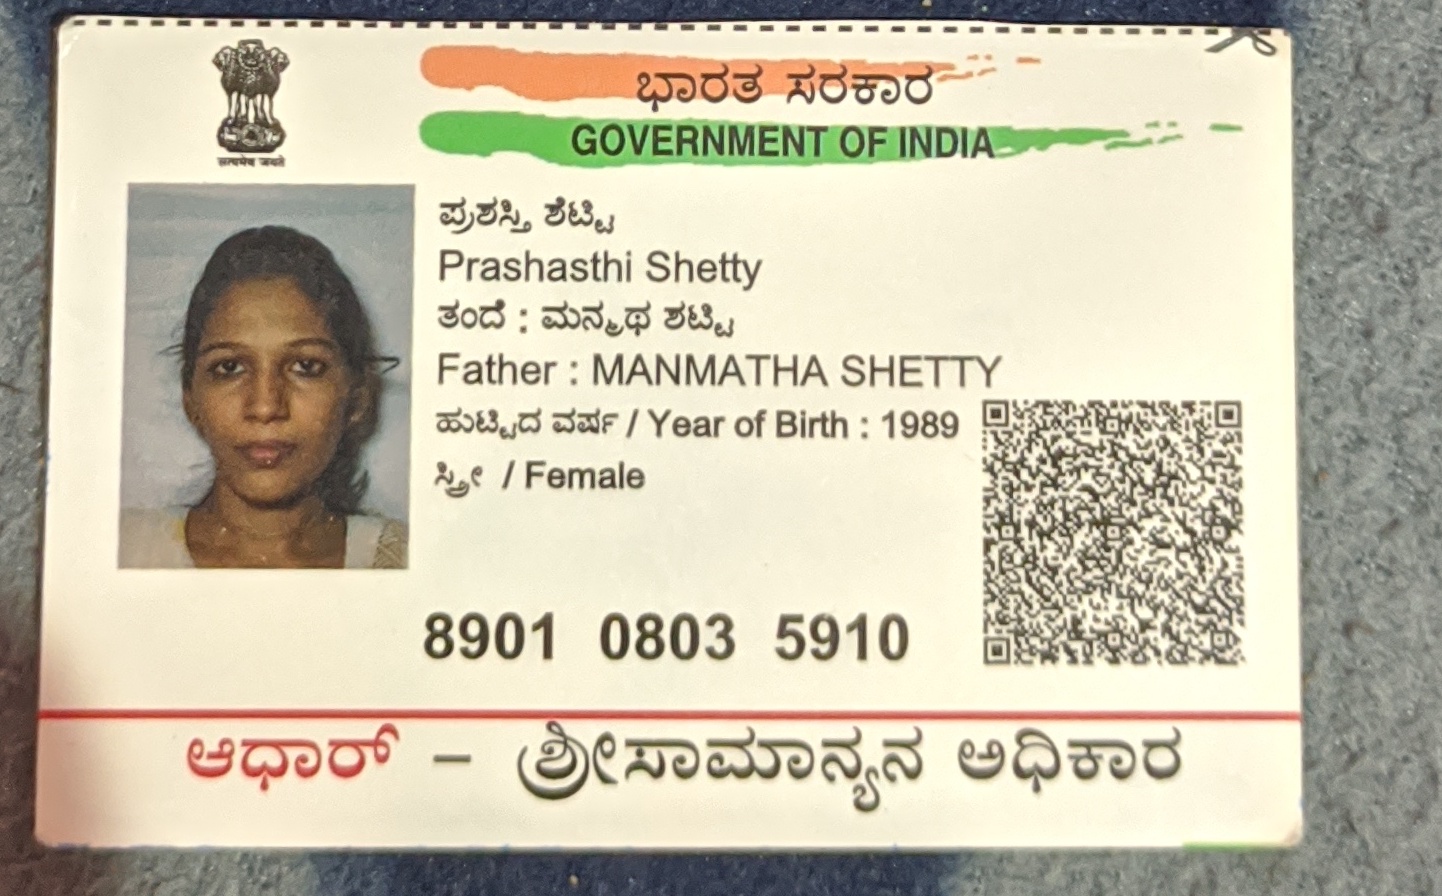 ಭಾರತ ಸರಕಾರ
GOVERNMENT OF INDIA
सत्यमेव जयते
ಪ್ರಶಸ್ತಿ ಶೆಟ್ಟಿ
Prashasthi Shetty
ತಂದೆ : ಮನ್ಮಥ ಶಟ್ಟಿ
Father : MANMATHA SHETTY
ಹುಟ್ಟಿದ ವರ್ಷ / Year of Birth : 1989
ಸ್ತ್ರೀ / Female
8901 0803 5910
ಆಧಾರ್ – ಶ್ರೀಸಾಮಾನ್ಯನ ಅಧಿಕಾರ